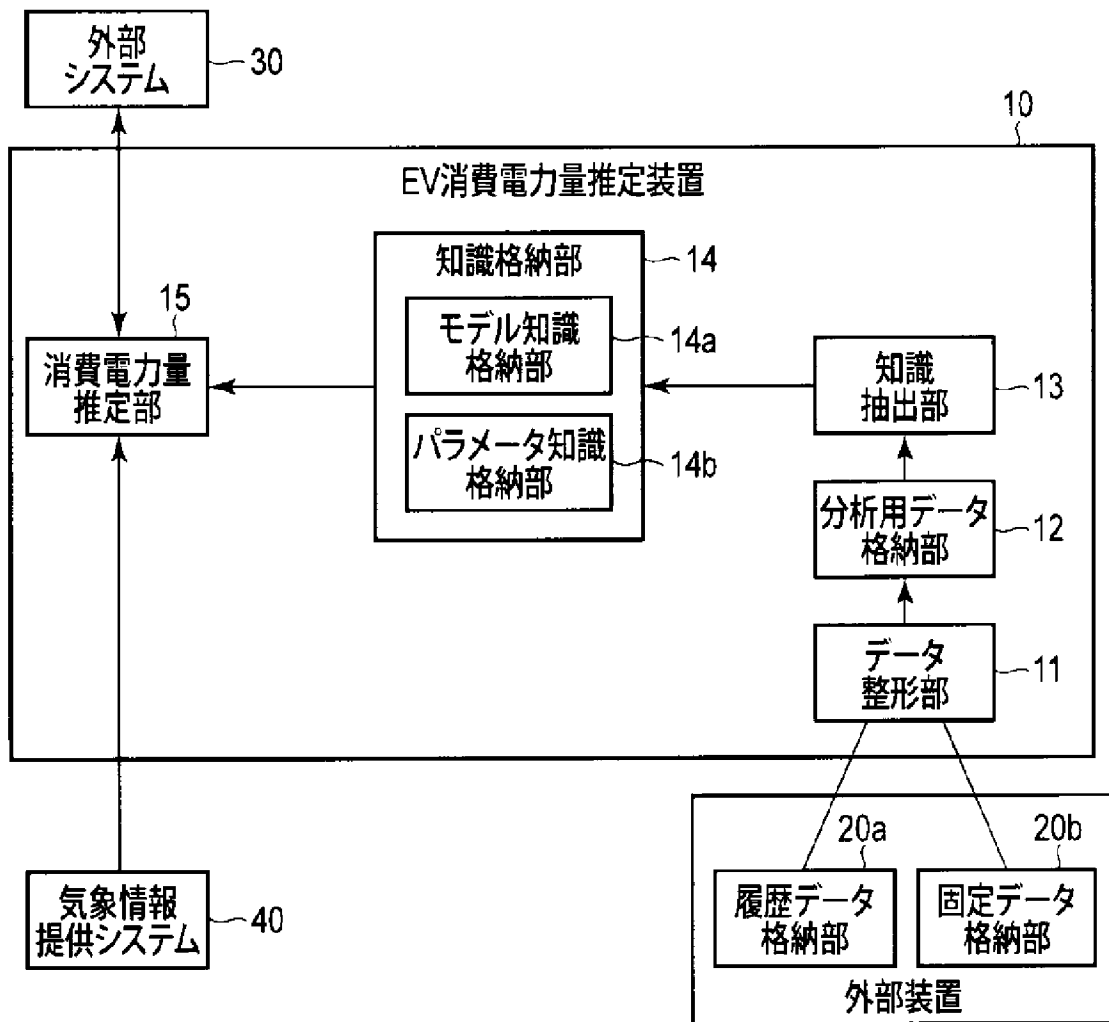 外部
システム
30
10
EV消費電力量推定装置
知識格納部
14
モデル知識
格納部
14a
パラメータ知識
格納部
14b
15
消費電力量
推定部
知識
抽出部
13
分析用データ
格納部
12
データ
整形部
11
気象情報
提供システム
40
20a
履歴データ
格納部
20b
固定データ
格納部
外部装置